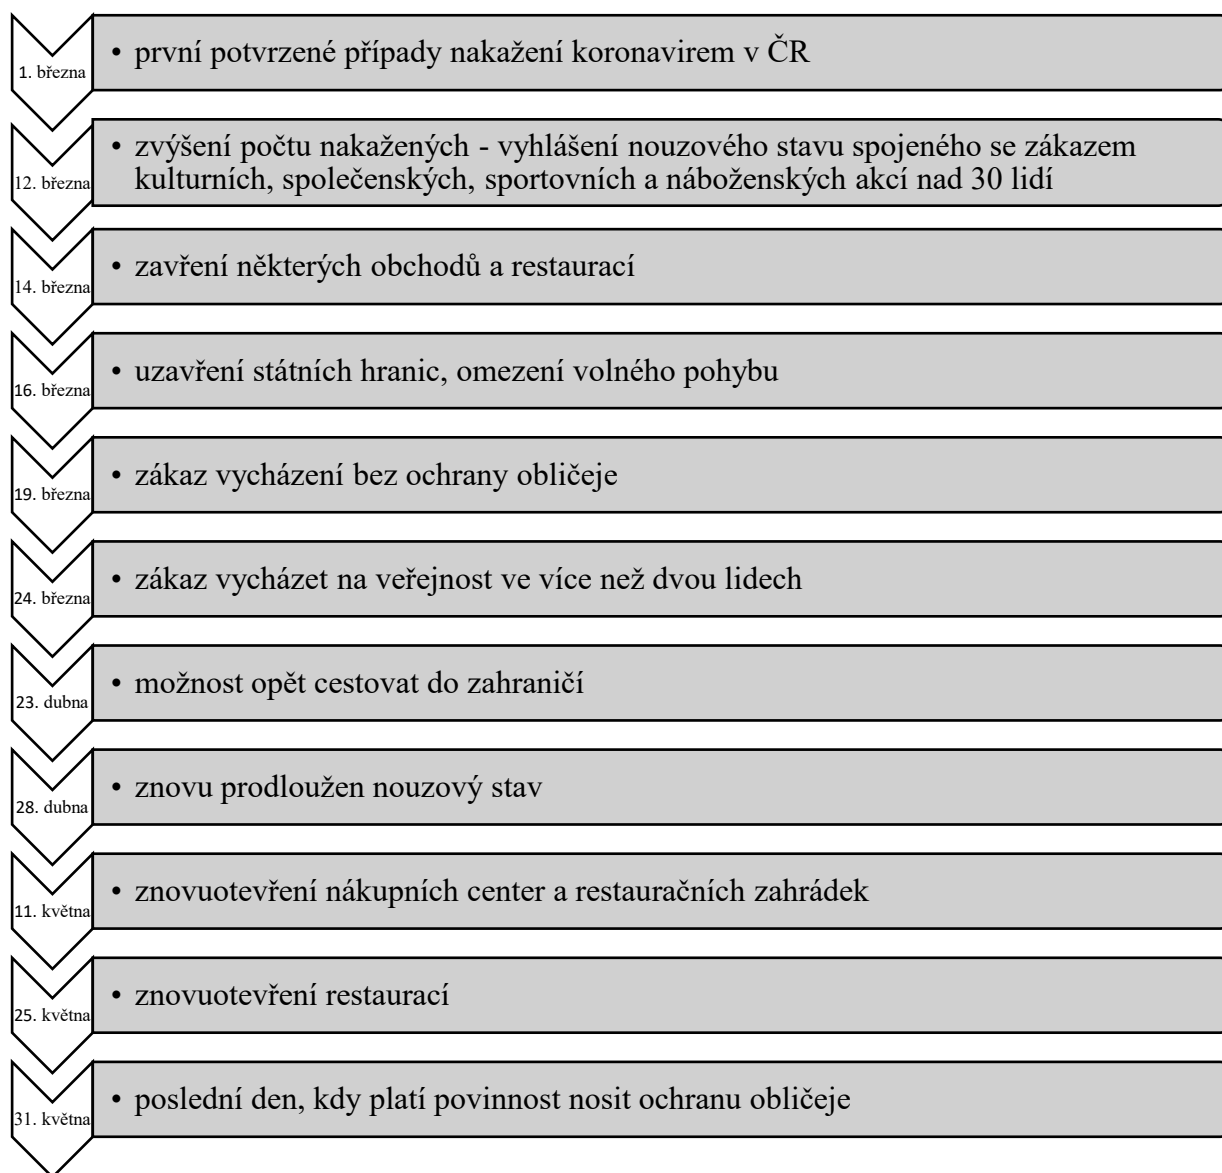 1. března
• první potvrzené případy nakažení koronavirem v ČR
12. března
• zvýšení počtu nakažených - vyhlášení nouzového stavu spojeného se zákazem
kulturních, společenských, sportovních a náboženských akcí nad 30 lidí
14. března
• zavření některých obchodů a restaurací
16. března
• uzavření státních hranic, omezení volného pohybu
19. března
• zákaz vycházení bez ochrany obličeje
24. března
• zákaz vycházet na veřejnost ve více než dvou lidech
23. dubna
• možnost opět cestovat do zahraničí
28. dubna
• znovu prodloužen nouzový stav
11. května
• znovuotevření nákupních center a restauračních zahrádek
25. května
• znovuotevření restaurací
31. května
• poslední den, kdy platí povinnost nosit ochranu obličeje